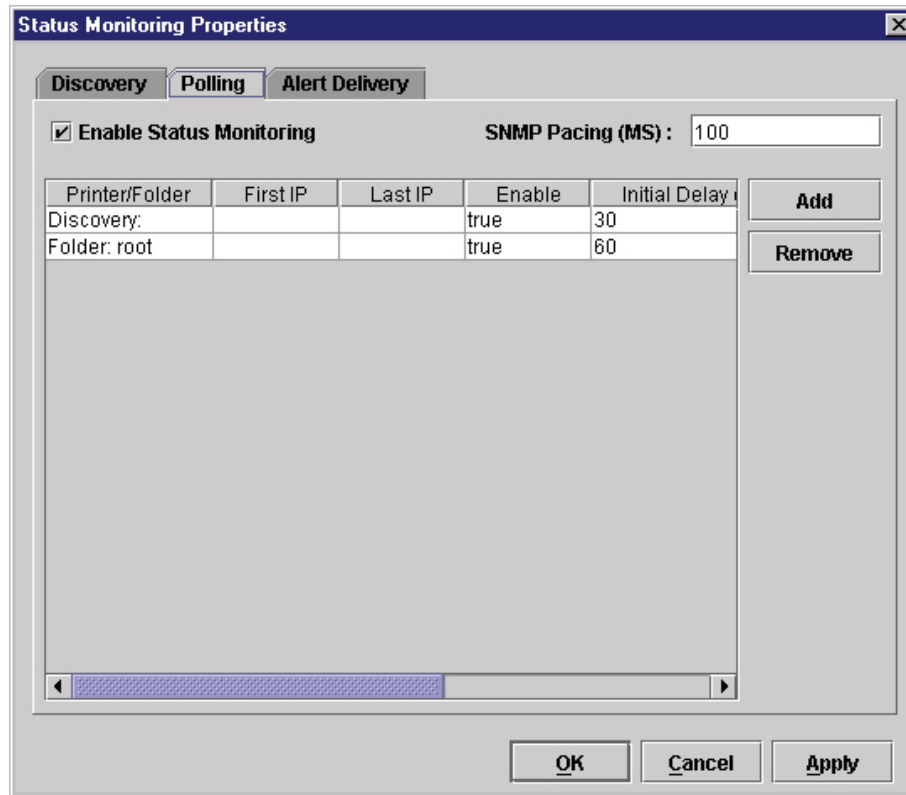 Status Monitoring Properties
Discovery Polling Alert Delivery
Enable Status Monitoring SNMP Pacing (MS) : 100
Printer/Folder First IP Last IP Enable Initial Delay
Add
Discovery: true 30
Folder: root true 60
Remove
OK Cancel Apply